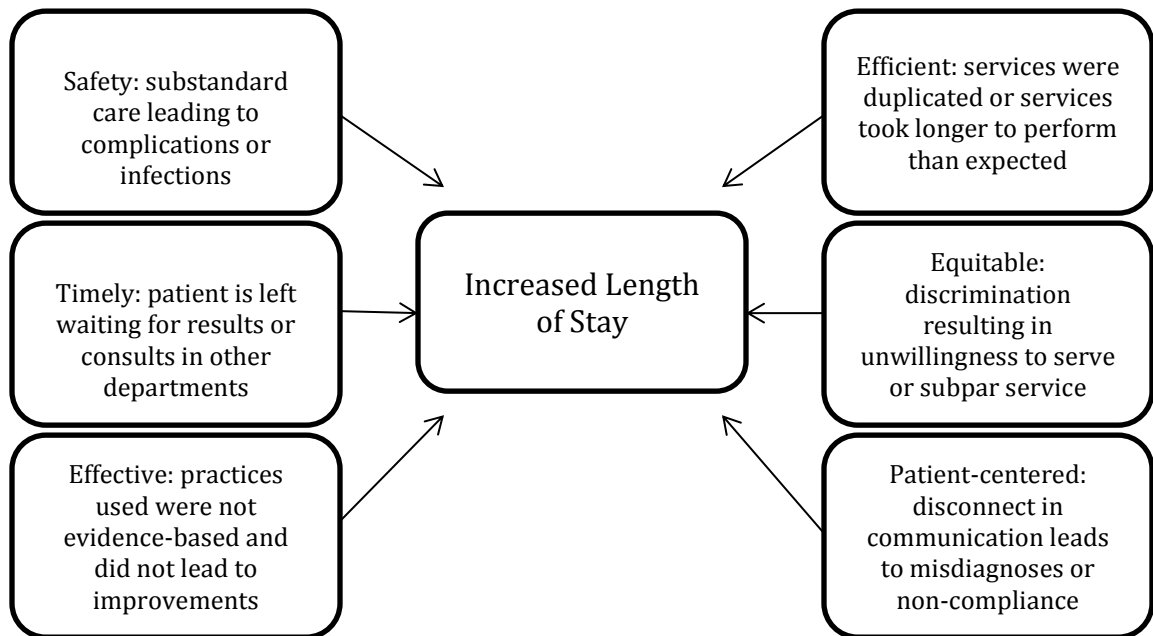 Safety: substandard
care leading to
complications or
infections
Timely: patient is left
waiting for results or
consults in other
departments
Effective: practices
used were not
evidence-based and
did not lead to
improvements
Increased Length
of Stay
Efficient: services were
duplicated or services
took longer to perform
than expected
Equitable:
discrimination
resulting in
unwillingness to serve
or subpar service
Patient-centered:
disconnect in
communication leads
to misdiagnoses or
non-compliance